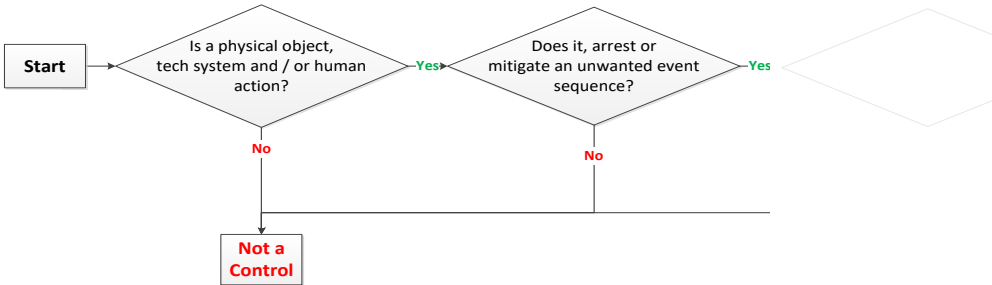 Start
Is a physical object,
tech system and / or human
action?
Yes
Does it, arrest or
mitigate an unwanted event
sequence?
Yes
No
No
Not a
Control